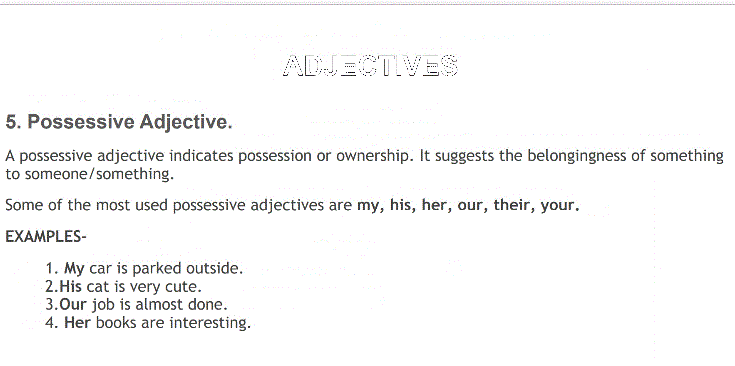 ADJECTIVES
5. Possessive Adjective.
A possessive adjective indicates possession or ownership. It suggests the belongingness of something
to someone/something.
Some of the most used possessive adjectives are my, his, her, our, their, your.
EXAMPLES-
1. My car is parked outside.
2.His cat is very cute.
3.Our job is almost done.
4. Her books are interesting.